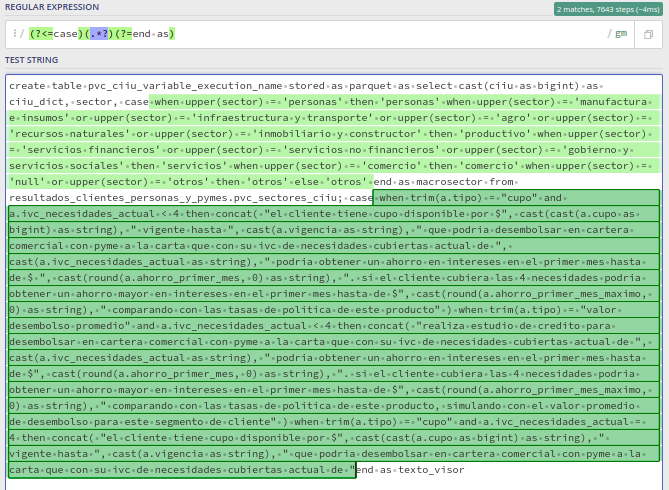 REGULAR EXPRESSION
2 matches, 7643 steps (~4ms)
(?<=case)(.*?)(?=end as)
/ gm
TEST STRING
create table pvc_ciiu_variable_execution_name stored as parquet as select cast(ciiu as bigint) as
ciiu_dict, sector, case when upper(sector) = 'personas' then 'personas' when upper(sector) = 'manufactura
e insumos' or upper(sector) = 'infraestructura y transporte' or upper(sector) = 'agro' or upper(sector) =
'recursos naturales' or upper(sector) = 'inmobiliario y constructor' then 'productivo' when upper(sector)
= 'servicios financieros' or upper(sector) = 'servicios no financieros' or upper(sector) = 'gobierno y
servicios sociales' then 'servicios' when upper(sector) = 'comercio' then 'comercio' when upper(sector) =
'null' or upper(sector) = 'otros' then 'otros' else 'otros' end as macrosector from
resultados_clientes_personas_y_pymes.pvc_sectores_ciiu; case when trim(a.tipo) = "cupo" and
a.ivc_necesidades_actual < 4 then concat( "el cliente tiene cupo disponible por $", cast(cast(a.cupo as
bigint) as string), " vigente hasta ", cast(a.vigencia as string), " que podria desembolsar en cartera
comercial con pyme a la carta que con su ivc de necesidades cubiertas actual de ",
cast(a.ivc_necesidades_actual as string), " podria obtener un ahorro en intereses en el primer mes hasta
de $ ", cast(round(a.ahorro_primer_mes, 0) as string), ". si el cliente cubiera las 4 necesidades podria
obtener un ahorro mayor en intereses en el primer mes hasta de $", cast(round(a.ahorro_primer_mes_maximo,
0) as string), " comparando con las tasas de politica de este producto" ) when trim(a.tipo) = "valor
desembolso promedio" and a.ivc_necesidades_actual < 4 then concat( "realiza estudio de credito para
desembolsar en cartera comercial con pyme a la carta que con su ivc de necesidades cubiertas actual de ",
cast(a.ivc_necesidades_actual as string), " podria obtener un ahorro en intereses en el primer mes hasta
de $", cast(round(a.ahorro_primer_mes, 0) as string), ". si el cliente cubiera las 4 necesidades podria
obtener un ahorro mayor en intereses en el primer mes hasta de $", cast(round(a.ahorro_primer_mes_maximo,
0) as string), " comparando con las tasas de politica de este producto, simulando con el valor promedio
de desembolso para este segmento de cliente" ) when trim(a.tipo) = "cupo" and a.ivc_necesidades_actual =
4 then concat( "el cliente tiene cupo disponible por $", cast(cast(a.cupo as bigint) as string), "
vigente hasta ", cast(a.vigencia as string), " que podria desembolsar en cartera comercial con pyme a la
carta que con su ivc de necesidades cubiertas actual de "end as texto_visor